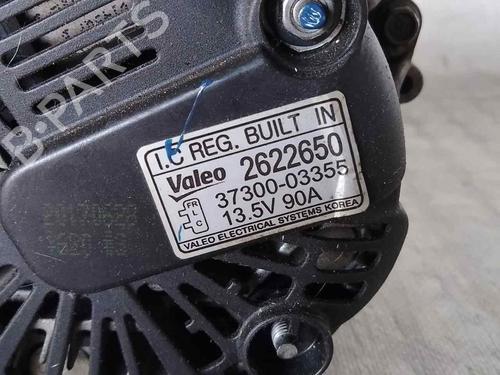 I.C REG. BUILT IN
Valeo 2622650
FR
L
C
37300-03355
13.5V 90A
VALEO ELECTRICAL SYSTEMS KOREA
B-PARTS